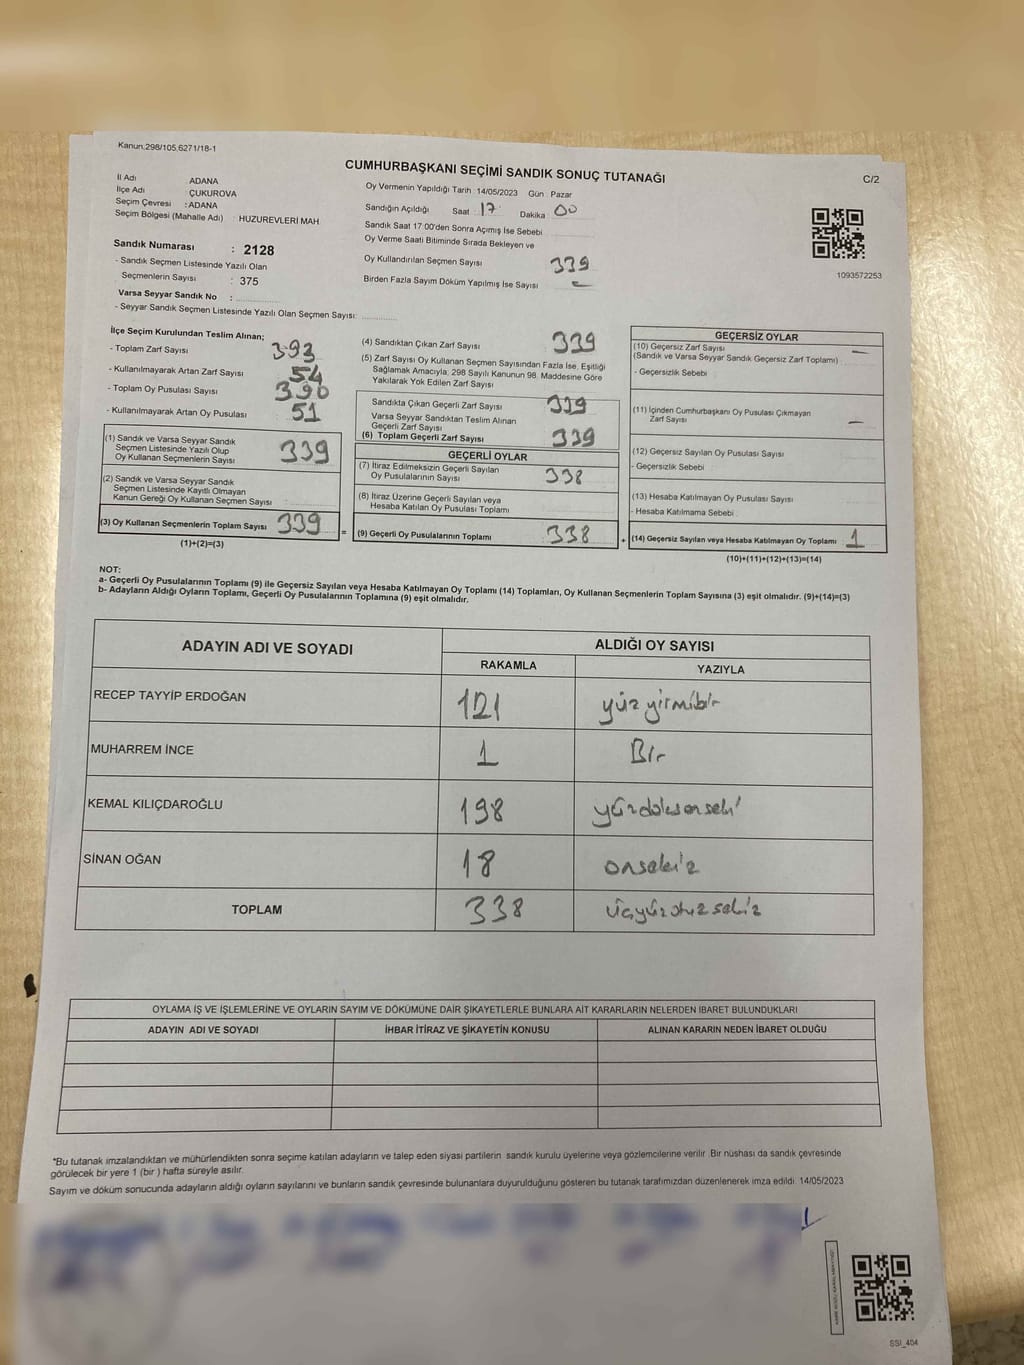 Kanun.298/105.6271/18-1
CUMHURBAŞKANI SEÇİMİ SANDIK SONUÇ TUTANAĞI
C/2
İl Adı : ADANA
İlçe Adı : ÇUKUROVA
Seçim Çevresi : ADANA
Seçim Bölgesi (Mahalle Adı) : HUZUREVLERİ MAH
Sandık Numarası : 2128
- Sandık Seçmen Listesinde Yazılı Olan
Seçmenlerin Sayısı : 375
Varsa Seyyar Sandık No :
- Seyyar Sandık Seçmen Listesinde Yazılı Olan Seçmen Sayısı:
Oy Vermenin Yapıldığı Tarih : 14/05/2023 Gün : Pazar
Sandığın Açıldığı Saat 17 Dakika 00
Sandık Saat 17:00'den Sonra Açımış İse Sebebi
Oy Verme Saati Bitiminde Sırada Bekleyen ve
Oy Kullandırılan Seçmen Sayısı 339
Birden Fazla Sayım Döküm Yapılmış İse Sayısı -
1093572253
İlçe Seçim Kurulundan Teslim Alınan;
- Toplam Zarf Sayısı 393
- Kullanılmayarak Artan Zarf Sayısı 54
- Toplam Oy Pusulası Sayısı 390
- Kullanılmayarak Artan Oy Pusulası 51
(1) Sandık ve Varsa Seyyar Sandık
Seçmen Listesinde Yazılı Olup
Oy Kullanan Seçmenlerin Sayısı 339
(2) Sandık ve Varsa Seyyar Sandık
Seçmen Listesinde Kayıtlı Olmayan
Kanun Gereği Oy Kullanan Seçmen Sayısı
(3) Oy Kullanan Seçmenlerin Toplam Sayısı 339
(1)+(2)=(3)
=
(4) Sandıktan Çıkan Zarf Sayısı 339
(5) Zarf Sayısı Oy Kullanan Seçmen Sayısından Fazla İse, Eşitliği
Sağlamak Amacıyla; 298 Sayılı Kanunun 98. Maddesine Göre
Yakılarak Yok Edilen Zarf Sayısı
Sandıkta Çıkan Geçerli Zarf Sayısı 339
Varsa Seyyar Sandıktan Teslim Alınan
Geçerli Zarf Sayısı
(6) Toplam Geçerli Zarf Sayısı 339
GEÇERLİ OYLAR
(7) İtiraz Edilmeksizin Geçerli Sayılan
Oy Pusulalarının Sayısı 338
(8) İtiraz Üzerine Geçerli Sayılan veya
Hesaba Katılan Oy Pusulası Toplamı
(9) Geçerli Oy Pusulalarının Toplamı 338
+
GEÇERSİZ OYLAR
(10) Geçersiz Zarf Sayısı -
(Sandık ve Varsa Seyyar Sandık Geçersiz Zarf Toplamı)
- Geçersizlik Sebebi
(11) İçinden Cumhurbaşkanı Oy Pusulası Çıkmayan
Zarf Sayısı -
(12) Geçersiz Sayılan Oy Pusulası Sayısı
- Geçersizlik Sebebi
(13) Hesaba Katılmayan Oy Pusulası Sayısı
- Hesaba Katılmama Sebebi
(14) Geçersiz Sayılan veya Hesaba Katılmayan Oy Toplamı 1
(10)+(11)+(12)+(13)=(14)
NOT:
a- Geçerli Oy Pusulalarının Toplamı (9) ile Geçersiz Sayılan veya Hesaba Katılmayan Oy Toplamı (14) Toplamları, Oy Kullanan Seçmenlerin Toplam Sayısına (3) eşit olmalıdır. (9)+(14)=(3)
b- Adayların Aldığı Oyların Toplamı, Geçerli Oy Pusulalarının Toplamına (9) eşit olmalıdır.
ADAYIN ADI VE SOYADI ALDIĞI OY SAYISI
RAKAMLA YAZIYLA
RECEP TAYYİP ERDOĞAN 121 yüzyirmibir
MUHARREM İNCE 1 Bir
KEMAL KILIÇDAROĞLU 198 yüzdoksansek
SİNAN OĞAN 18 onsekiz
TOPLAM 338 üçyüzotuzsekiz
OYLAMA İŞ VE İŞLEMLERİNE VE OYLARIN SAYIM VE DÖKÜMÜNE DAİR ŞİKAYETLERLE BUNLARA AİT KARARLARIN NELERDEN İBARET BULUNDUKLARI
ADAYIN ADI VE SOYADI İHBAR İTİRAZ VE ŞİKAYETİN KONUSU ALINAN KARARIN NEDEN İBARET OLDUĞU
*Bu tutanak imzalandıktan ve mühürlendikten sonra seçime katılan adayların ve talep eden siyasi partilerin sandık kurulu üyelerine veya gözlemcilerine verilir .Bir nüshası da sandık çevresinde
görülecek bir yere 1 (bir ) hafta süreyle asılır.
Sayım ve döküm sonucunda adayların aldığı oyların sayılarını ve bunların sandık çevresinde bulunanlara duyurulduğunu gösteren bu tutanak tarafımızdan düzenlenerek imza edildi. 14/05/2023
SSI_404